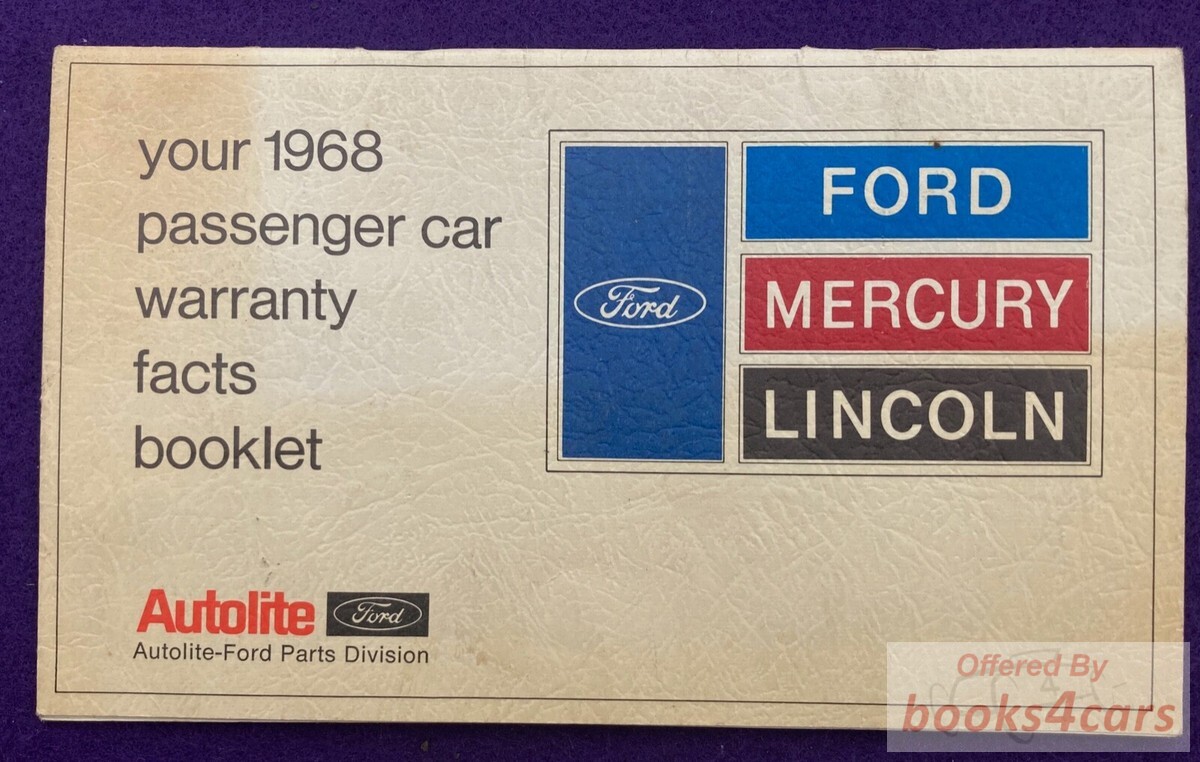 your 1968
passenger car
warranty
facts
booklet
Ford
FORD
MERCURY
LINCOLN
Autolite Ford
Autolite-Ford Parts Division
Offered By
books4cars